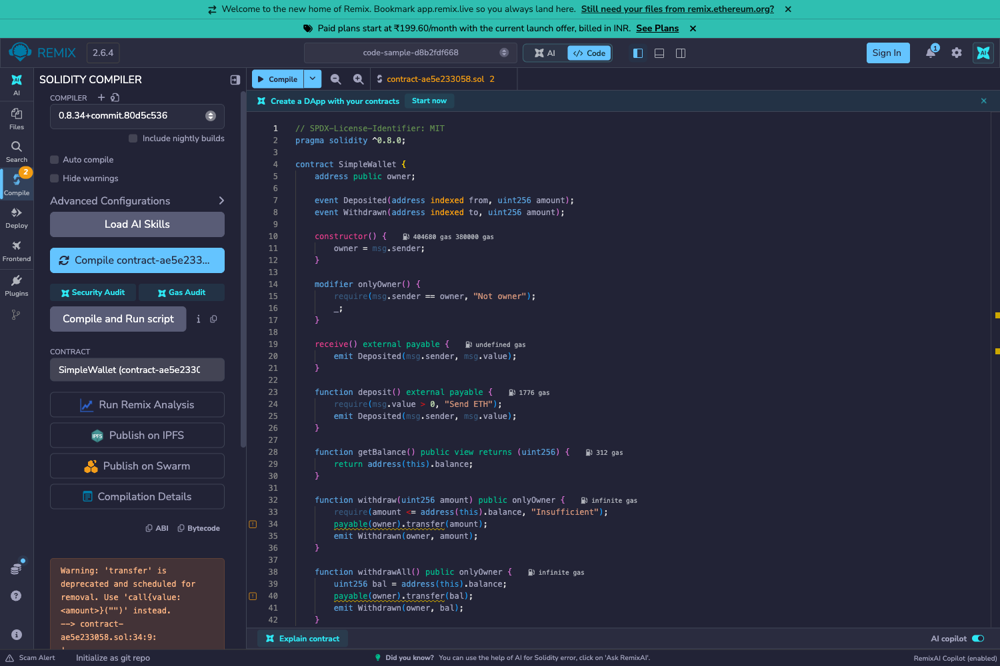 Welcome to the new home of Remix. Bookmark app.remix.live so you always land here. Still need your files from remix.ethereum.org?
Paid plans start at ₹199.60/month with the current launch offer, billed in INR. See Plans
REMIX 2.6.4
code-sample-d8b2fdf668
AI </> Code
Sign In
1
AI
AI
Files
Search
2
Compile
Deploy
Frontend
Plugins
SOLIDITY COMPILER
COMPILER
0.8.34+commit.80d5c536
Include nightly builds
Auto compile
Hide warnings
Advanced Configurations
Load AI Skills
Compile contract-ae5e233...
Security Audit
Gas Audit
Compile and Run script
CONTRACT
SimpleWallet (contract-ae5e2330
Run Remix Analysis
Publish on IPFS
Publish on Swarm
Compilation Details
ABI Bytecode
Warning: 'transfer' is
deprecated and scheduled for
removal. Use 'call{value:
<amount>}("")' instead.
--> contract-
ae5e233058.sol:34:9:
Compile
contract-ae5e233058.sol 2
Create a DApp with your contracts Start now
1 // SPDX-License-Identifier: MIT
2 pragma solidity ^0.8.0;
3
4 contract SimpleWallet {
5 address public owner;
6
7 event Deposited(address indexed from, uint256 amount);
8 event Withdrawn(address indexed to, uint256 amount);
9
10 constructor() { 404680 gas 380000 gas
11 owner = msg.sender;
12 }
13
14 modifier onlyOwner() {
15 require(msg.sender == owner, "Not owner");
16 _;
17 }
18
19 receive() external payable { undefined gas
20 emit Deposited(msg.sender, msg.value);
21 }
22
23 function deposit() external payable { 1776 gas
24 require(msg.value > 0, "Send ETH");
25 emit Deposited(msg.sender, msg.value);
26 }
27
28 function getBalance() public view returns (uint256) { 312 gas
29 return address(this).balance;
30 }
31
32 function withdraw(uint256 amount) public onlyOwner { infinite gas
33 require(amount <= address(this).balance, "Insufficient");
34 payable(owner).transfer(amount);
35 emit Withdrawn(owner, amount);
36 }
37
38 function withdrawAll() public onlyOwner { infinite gas
39 uint256 bal = address(this).balance;
40 payable(owner).transfer(bal);
41 emit Withdrawn(owner, bal);
42 }
Explain contract
AI copilot
Scam Alert
Initialize as git repo
Did you know? You can use the help of AI for Solidity error, click on 'Ask RemixAI'.
RemixAI Copilot (enabled)